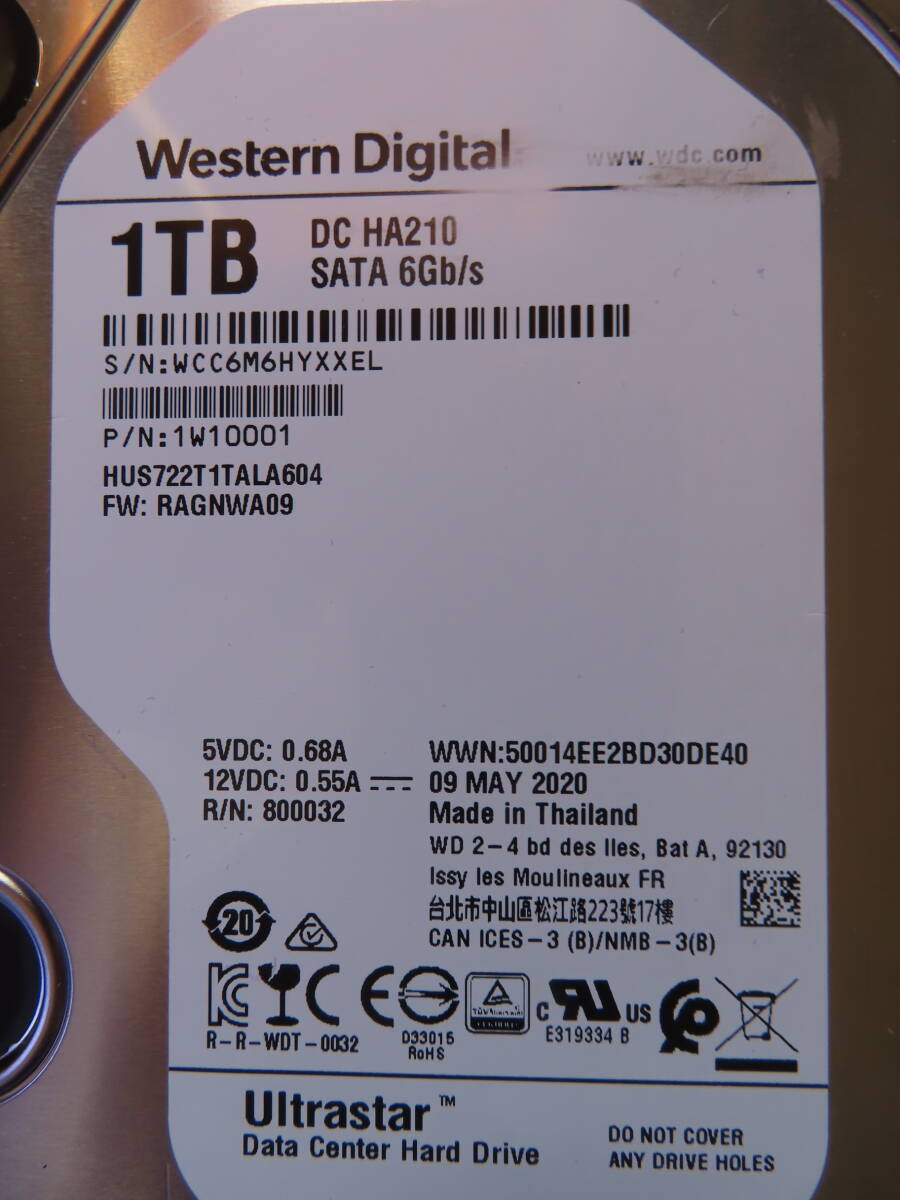 Western Digital www.wdc.com
1TB DC HA210
SATA 6Gb/s
S/N:WCC6M6HYXXEL
P/N:1W10001
HUS722T1TALA604
FW: RAGNWA09
5VDC: 0.68A
12VDC: 0.55A
R/N: 800032
WWN:50014EE2BD30DE40
09 MAY 2020
Made in Thailand
WD 2-4 bd des Iles, Bat A, 92130
Issy les Moulineaux FR
台北市中山區松江路223號17樓
CAN ICES-3 (B)/NMB-3(B)
20
R-R-WDT-0032
D33015
RoHS
C US
E319334 B
Ultrastar™
Data Center Hard Drive
DO NOT COVER
ANY DRIVE HOLES